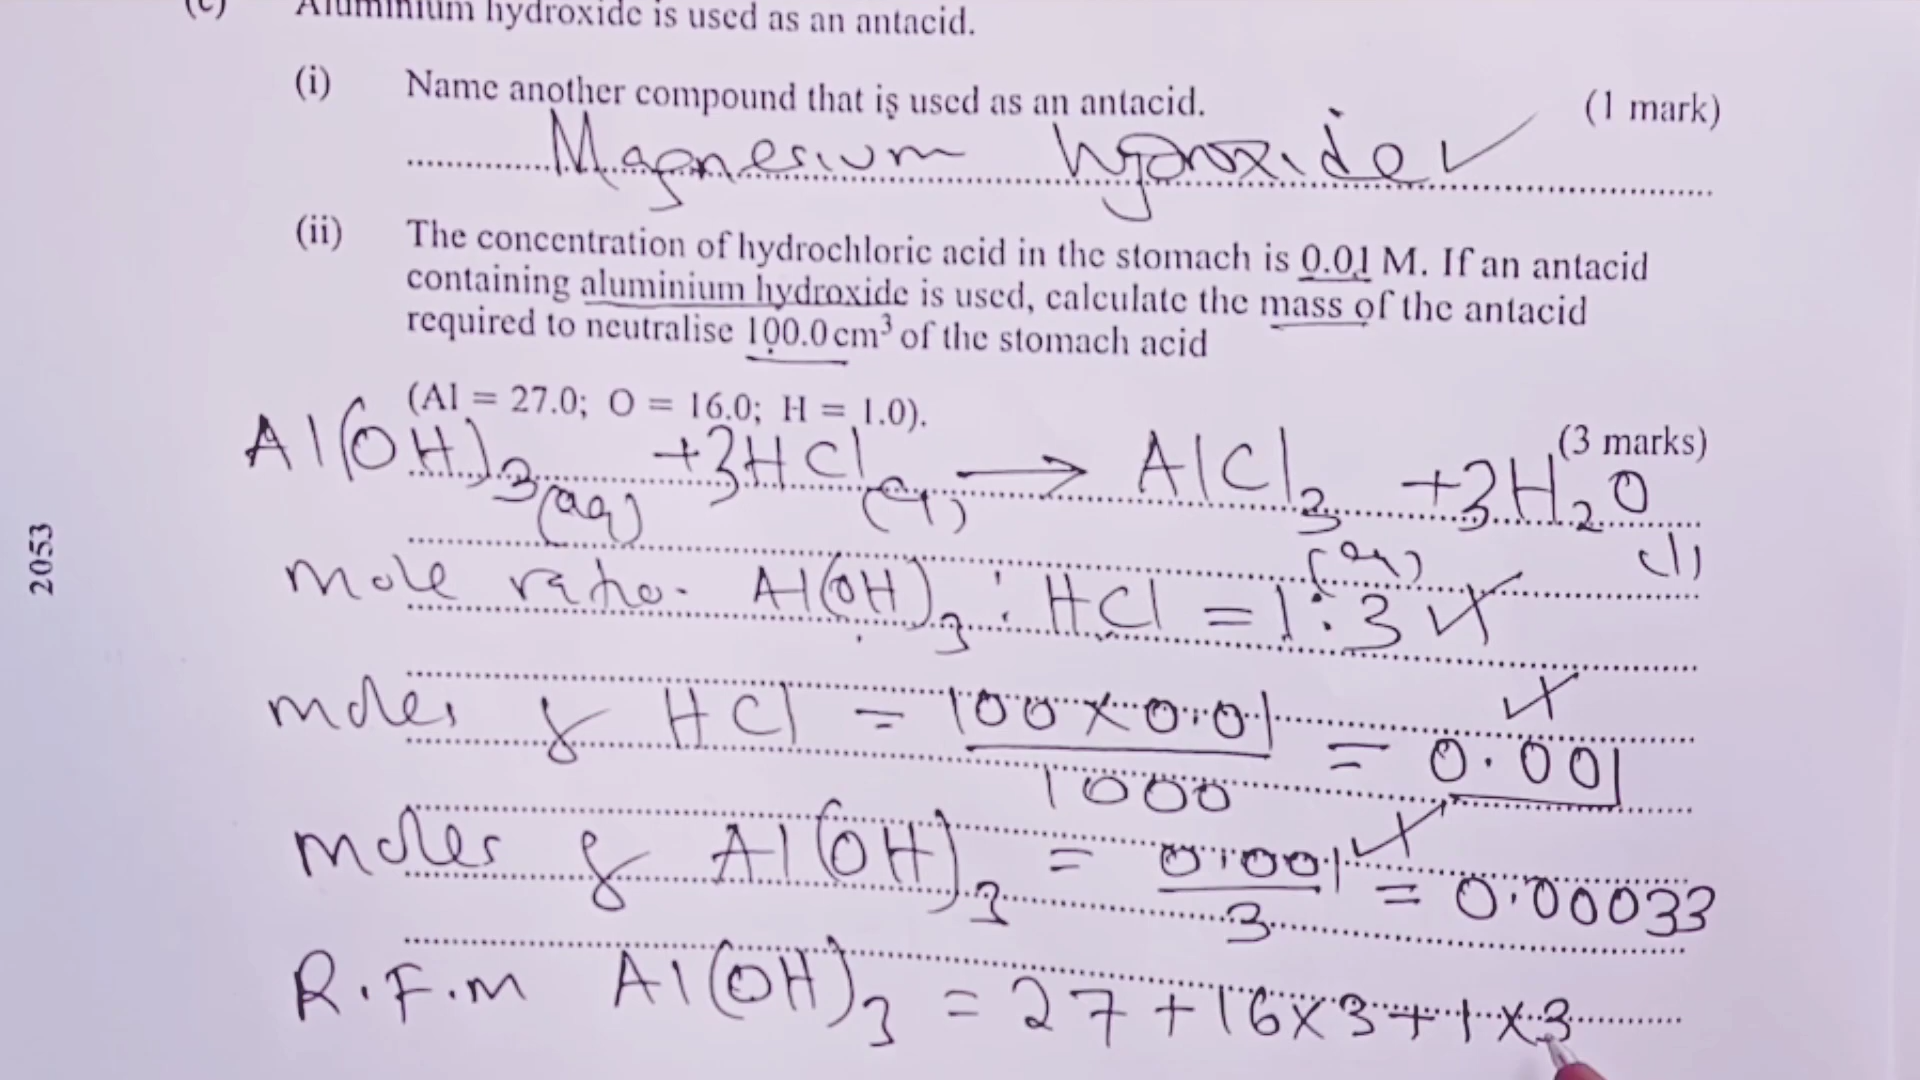 (c) Aluminium hydroxide is used as an antacid.
(i) Name another compound that is used as an antacid. (1 mark)
Magnesium hydroxide ✓
(ii) The concentration of hydrochloric acid in the stomach is 0.01 M. If an antacid
containing aluminium hydroxide is used, calculate the mass of the antacid
required to neutralise 100.0 cm³ of the stomach acid
(Al = 27.0; O = 16.0; H = 1.0).
(3 marks)
Al(OH)₃(aq) + 3HCl(aq) → AlCl₃(aq) + 3H₂O(l)
mole ratio. Al(OH)₃ : HCl = 1:3 ✓
moles of HCl = 100 x 0.01 / 1000 = 0.001 ✓
moles of Al(OH)₃ = 0.001 / 3 ✓ = 0.00033
R.F.m Al(OH)₃ = 27 + 16x3 + 1x3
2053